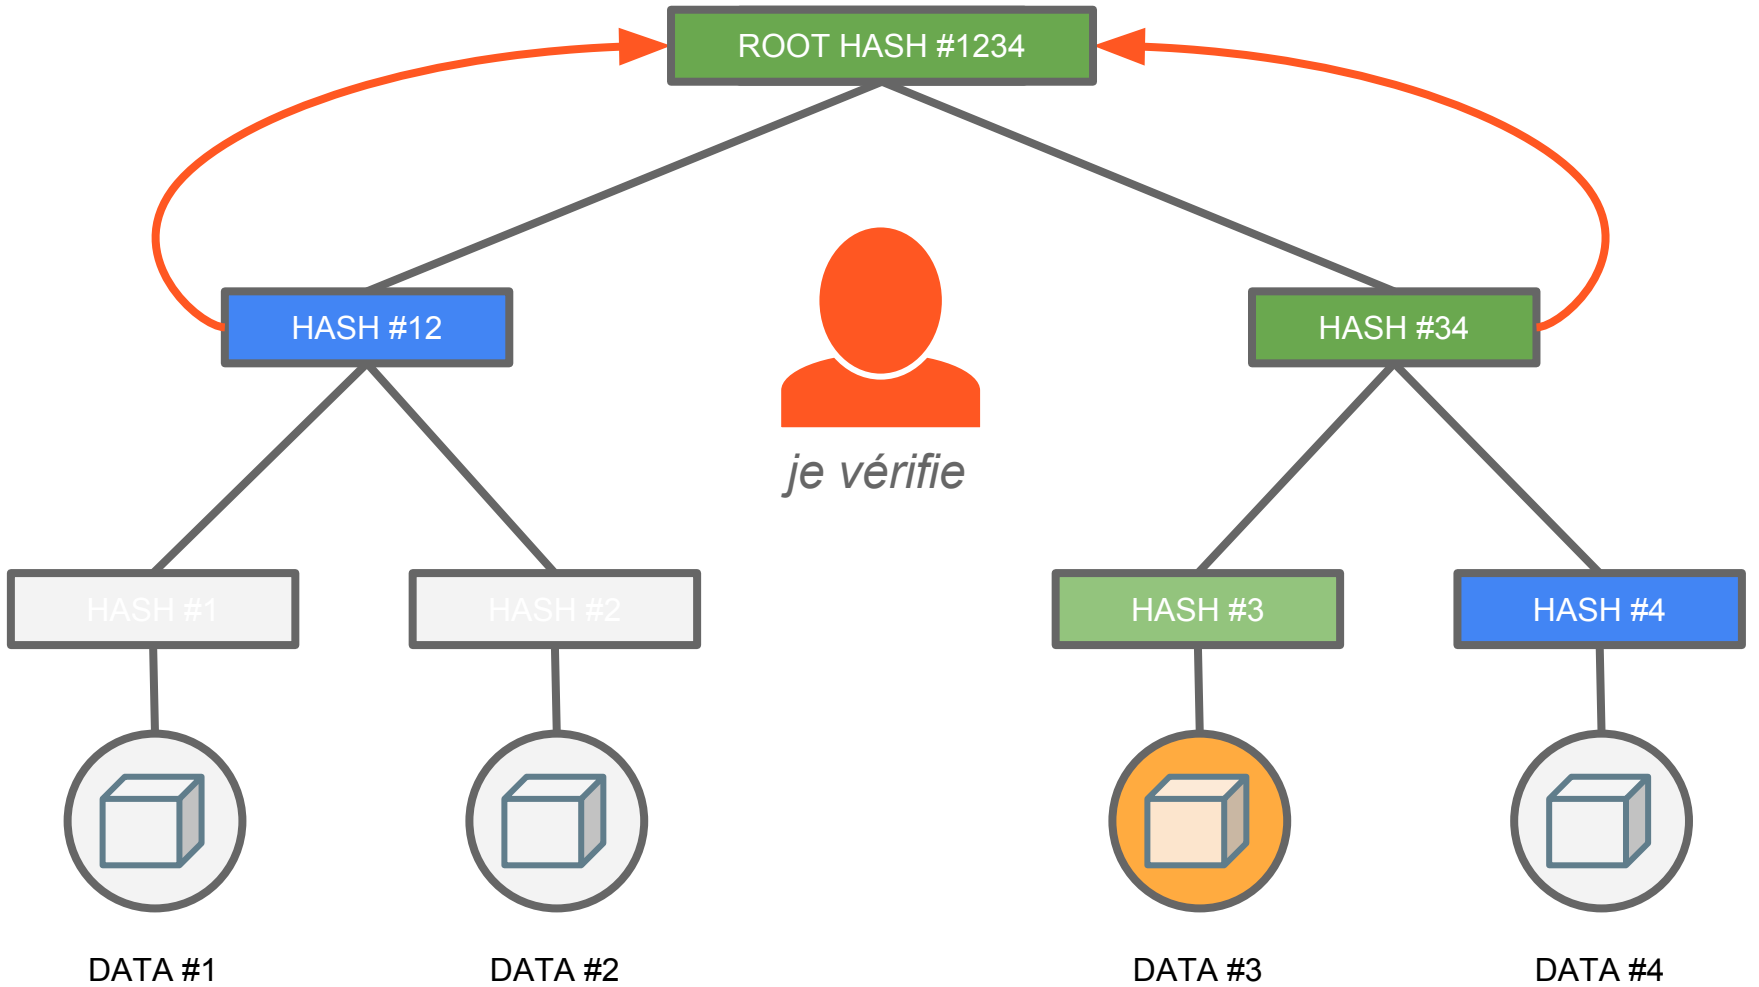 ROOT HASH #1234
HASH #12
HASH #34
je vérifie
HASH #1
HASH #2
HASH #3
HASH #4
DATA #1
DATA #2
DATA #3
DATA #4